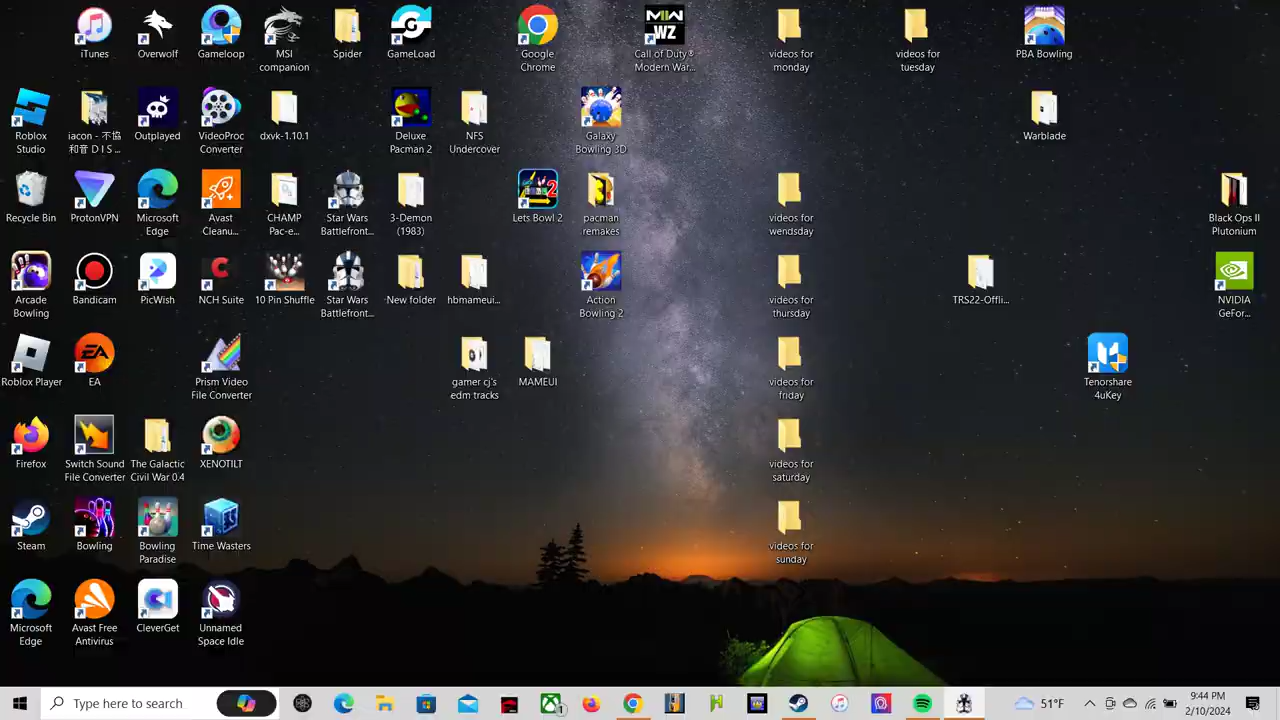 iTunes
Overwolf
Gameloop
MSI
companion
Spider
GameLoad
Google
Chrome
MW
WZ
Call of Duty®
Modern War...
videos for
monday
videos for
tuesday
PBA Bowling
Roblox
Studio
iacon - 不協
和音 D I S ...
Outplayed
VideoProc
Converter
dxvk-1.10.1
Deluxe
Pacman 2
NFS
Undercover
Galaxy
Bowling 3D
Warblade
Recycle Bin
ProtonVPN
Microsoft
Edge
Avast
Cleanu...
CHAMP
Pac-e...
Star Wars
Battlefront...
3-Demon
(1983)
Lets Bowl 2
pacman
remakes
videos for
wendsday
Black Ops II
Plutonium
Arcade
Bowling
Bandicam
PicWish
NCH Suite
10 Pin Shuffle
Star Wars
Battlefront...
New folder
hbmameui...
Action
Bowling 2
videos for
thursday
TRS22-Offli...
NVIDIA
GeFor...
Roblox Player
EA
EA
Prism Video
File Converter
gamer cj's
edm tracks
MAMEUI
videos for
friday
Tenorshare
4uKey
Firefox
Switch Sound
File Converter
The Galactic
Civil War 0.4
XENOTILT
videos for
saturday
Steam
Bowling
Bowling
Paradise
Time Wasters
videos for
sunday
Microsoft
Edge
Avast Free
Antivirus
CleverGet
Unnamed
Space Idle
Type here to search
51°F
9:44 PM
2/10/2024